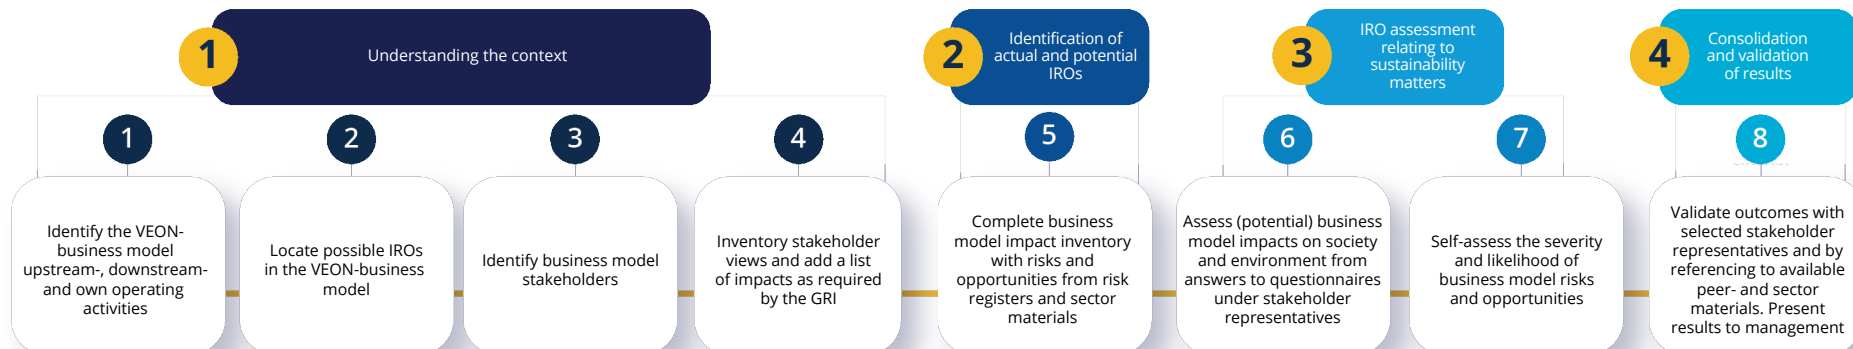 1
Understanding the context
2
Identification of
actual and potential
IROs
3
IRO assessment
relating to
sustainability
matters
4
Consolidation
and validation
of results
1
Identify the VEON-
business model
upstream-, downstream-
and own operating
activities
2
Locate possible IROs
in the VEON-business
model
3
Identify business model
stakeholders
4
Inventory stakeholder
views and add a list
of impacts as required
by the GRI
5
Complete business
model impact inventory
with risks and
opportunities from risk
registers and sector
materials
6
Assess (potential) business
model impacts on society
and environment from
answers to questionnaires
under stakeholder
representatives
7
Self-assess the severity
and likelihood of
business model risks
and opportunities
8
Validate outcomes with
selected stakeholder
representatives and by
referencing to available
peer- and sector
materials. Present
results to management